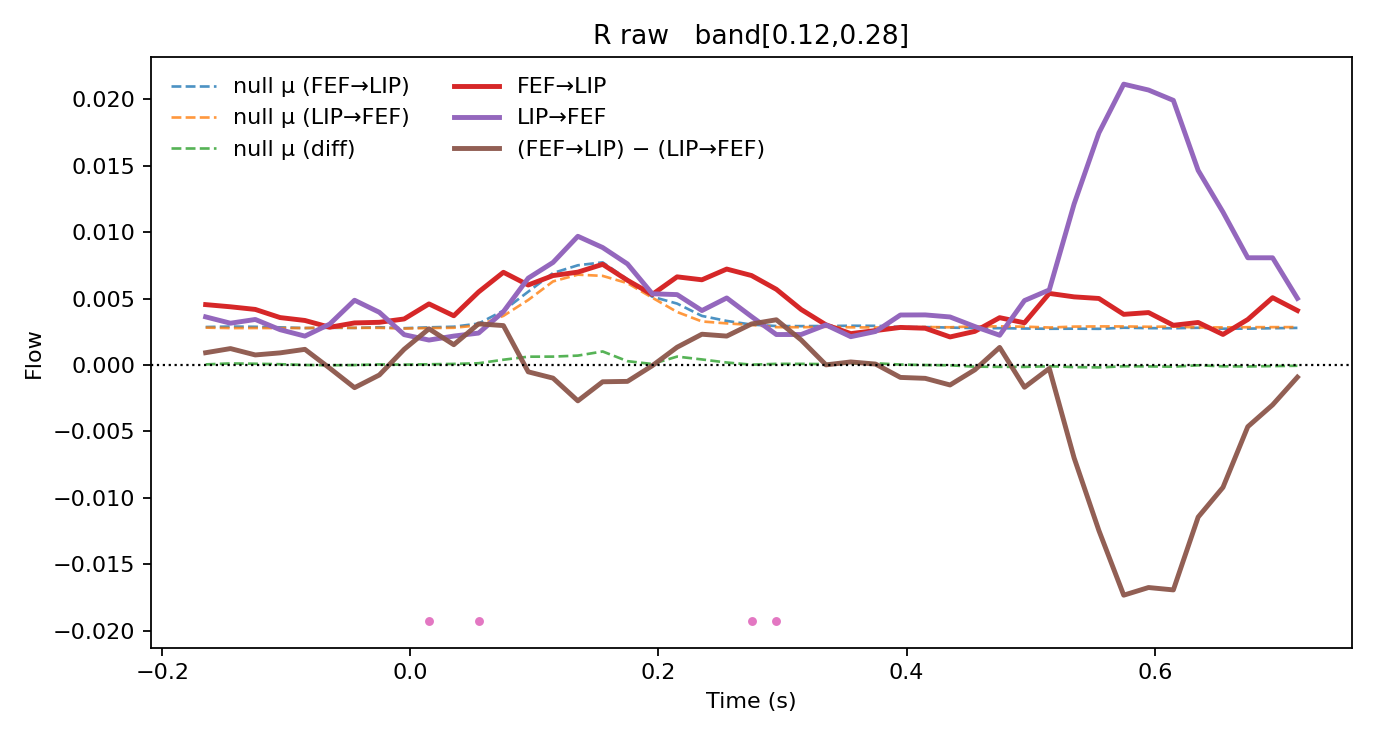 R raw   band[0.12,0.28]
null μ (FEF→LIP)
null μ (LIP→FEF)
null μ (diff)
FEF→LIP
LIP→FEF
(FEF→LIP) − (LIP→FEF)
Flow
0.020
0.015
0.010
0.005
0.000
−0.005
−0.010
−0.015
−0.020
−0.2
0.0
0.2
0.4
0.6
Time (s)